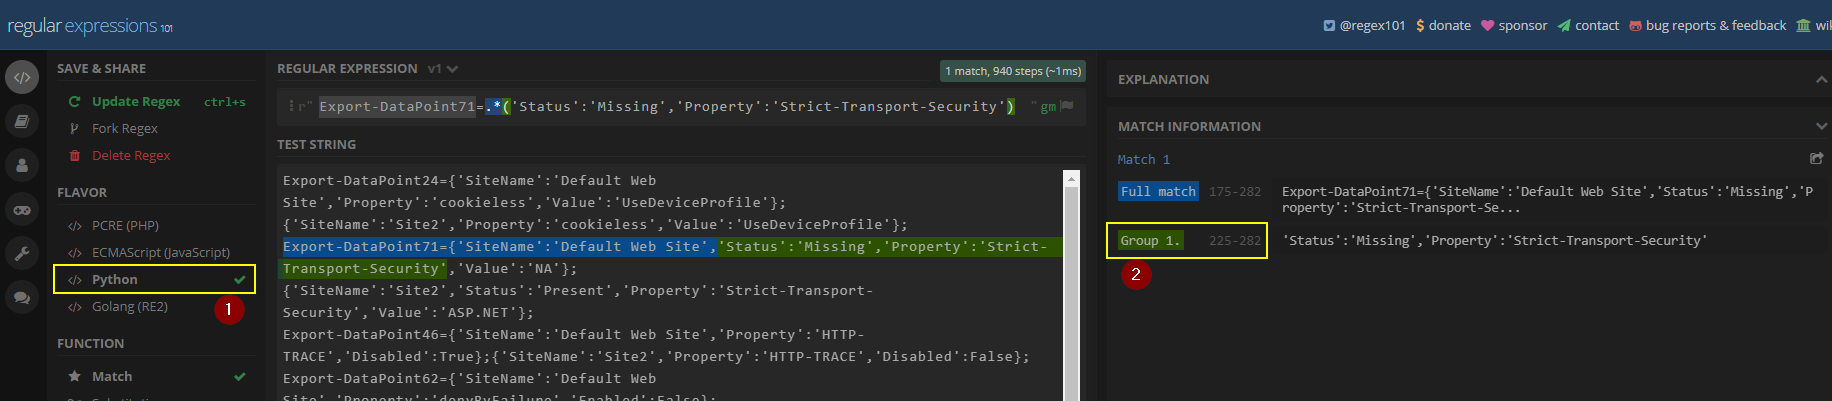 regular expressions 101
@regex101
$ donate
sponsor
contact
bug reports & feedback
wik
SAVE & SHARE
Update Regex ctrl+s
Fork Regex
Delete Regex
FLAVOR
</> PCRE (PHP)
</> ECMAScript (JavaScript)
</> Python
1
</> Golang (RE2)
FUNCTION
Match
REGULAR EXPRESSION v1
1 match, 940 steps (~1ms)
r" Export-DataPoint71=.*('Status':'Missing','Property':'Strict-Transport-Security') " gm
TEST STRING
Export-DataPoint24={'SiteName':'Default Web
Site','Property':'cookieless','Value':'UseDeviceProfile'};
{'SiteName':'Site2','Property':'cookieless','Value':'UseDeviceProfile'};
Export-DataPoint71={'SiteName':'Default Web Site','Status':'Missing','Property':'Strict-
Transport-Security','Value':'NA'};
{'SiteName':'Site2','Status':'Present','Property':'Strict-Transport-
Security','Value':'ASP.NET'};
Export-DataPoint46={'SiteName':'Default Web Site','Property':'HTTP-
TRACE','Disabled':True};{'SiteName':'Site2','Property':'HTTP-TRACE','Disabled':False};
Export-DataPoint62={'SiteName':'Default Web
Site','Property':'denyByFailure','Enabled':False};
EXPLANATION
MATCH INFORMATION
Match 1
Full match 175-282 Export-DataPoint71={'SiteName':'Default Web Site','Status':'Missing','P
roperty':'Strict-Transport-Se...
Group 1. 225-282 'Status':'Missing','Property':'Strict-Transport-Security'
2